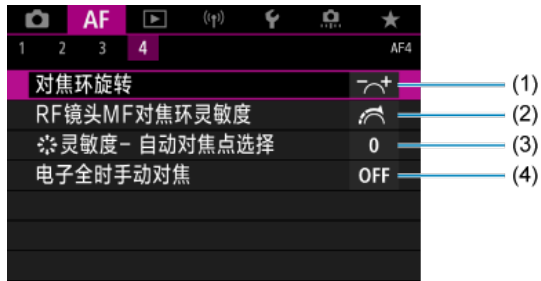 AF
1 2 3 4 AF4
对焦环旋转 (1)
RF镜头MF对焦环灵敏度 (2)
灵敏度- 自动对焦点选择 0 (3)
电子全时手动对焦 OFF (4)